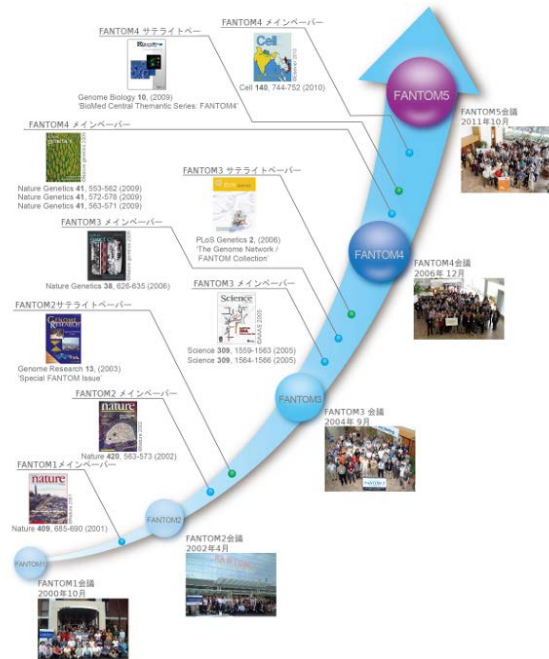 FANTOM4 サテライトペー
Genome Biology 10, (2009)
'BioMed Central Themantic Series: FANTOM4'
FANTOM4 メインペーパー
Cell
Cell 140, 744-752 (2010)
FANTOM5
FANTOM5会議
2011年10月
FANTOM4 メインペーパー
genetics
Nature Genetics 41, 553-562 (2009)
Nature Genetics 41, 572-578 (2009)
Nature Genetics 41, 563-571 (2009)
FANTOM3 サテライトペーパー
PLoS Genetics 2, (2006)
'The Genome Network /
FANTOM Collection'
FANTOM4
FANTOM4会議
2006年 12月
FANTOM3 メインペーパー
Nature Genetics 38, 626-635 (2006)
FANTOM3 メインペーパー
Science
©AAAS 2005
Science 309, 1559-1563 (2005)
Science 309, 1564-1566 (2005)
FANTOM2サテライトペーパー
GENOME
RESEARCH
Genome Research 13, (2003)
'Special FANTOM Issue'
FANTOM3
FANTOM3 会議
2004年 9月
FANTOM2 メインペーパー
nature
Nature 420, 563-573 (2002)
FANTOM1メインペーパー
nature
Nature 409, 685-690 (2001)
FANTOM2
FANTOM2会議
2002年4月
FANTOM1
FANTOM1会議
2000年10月